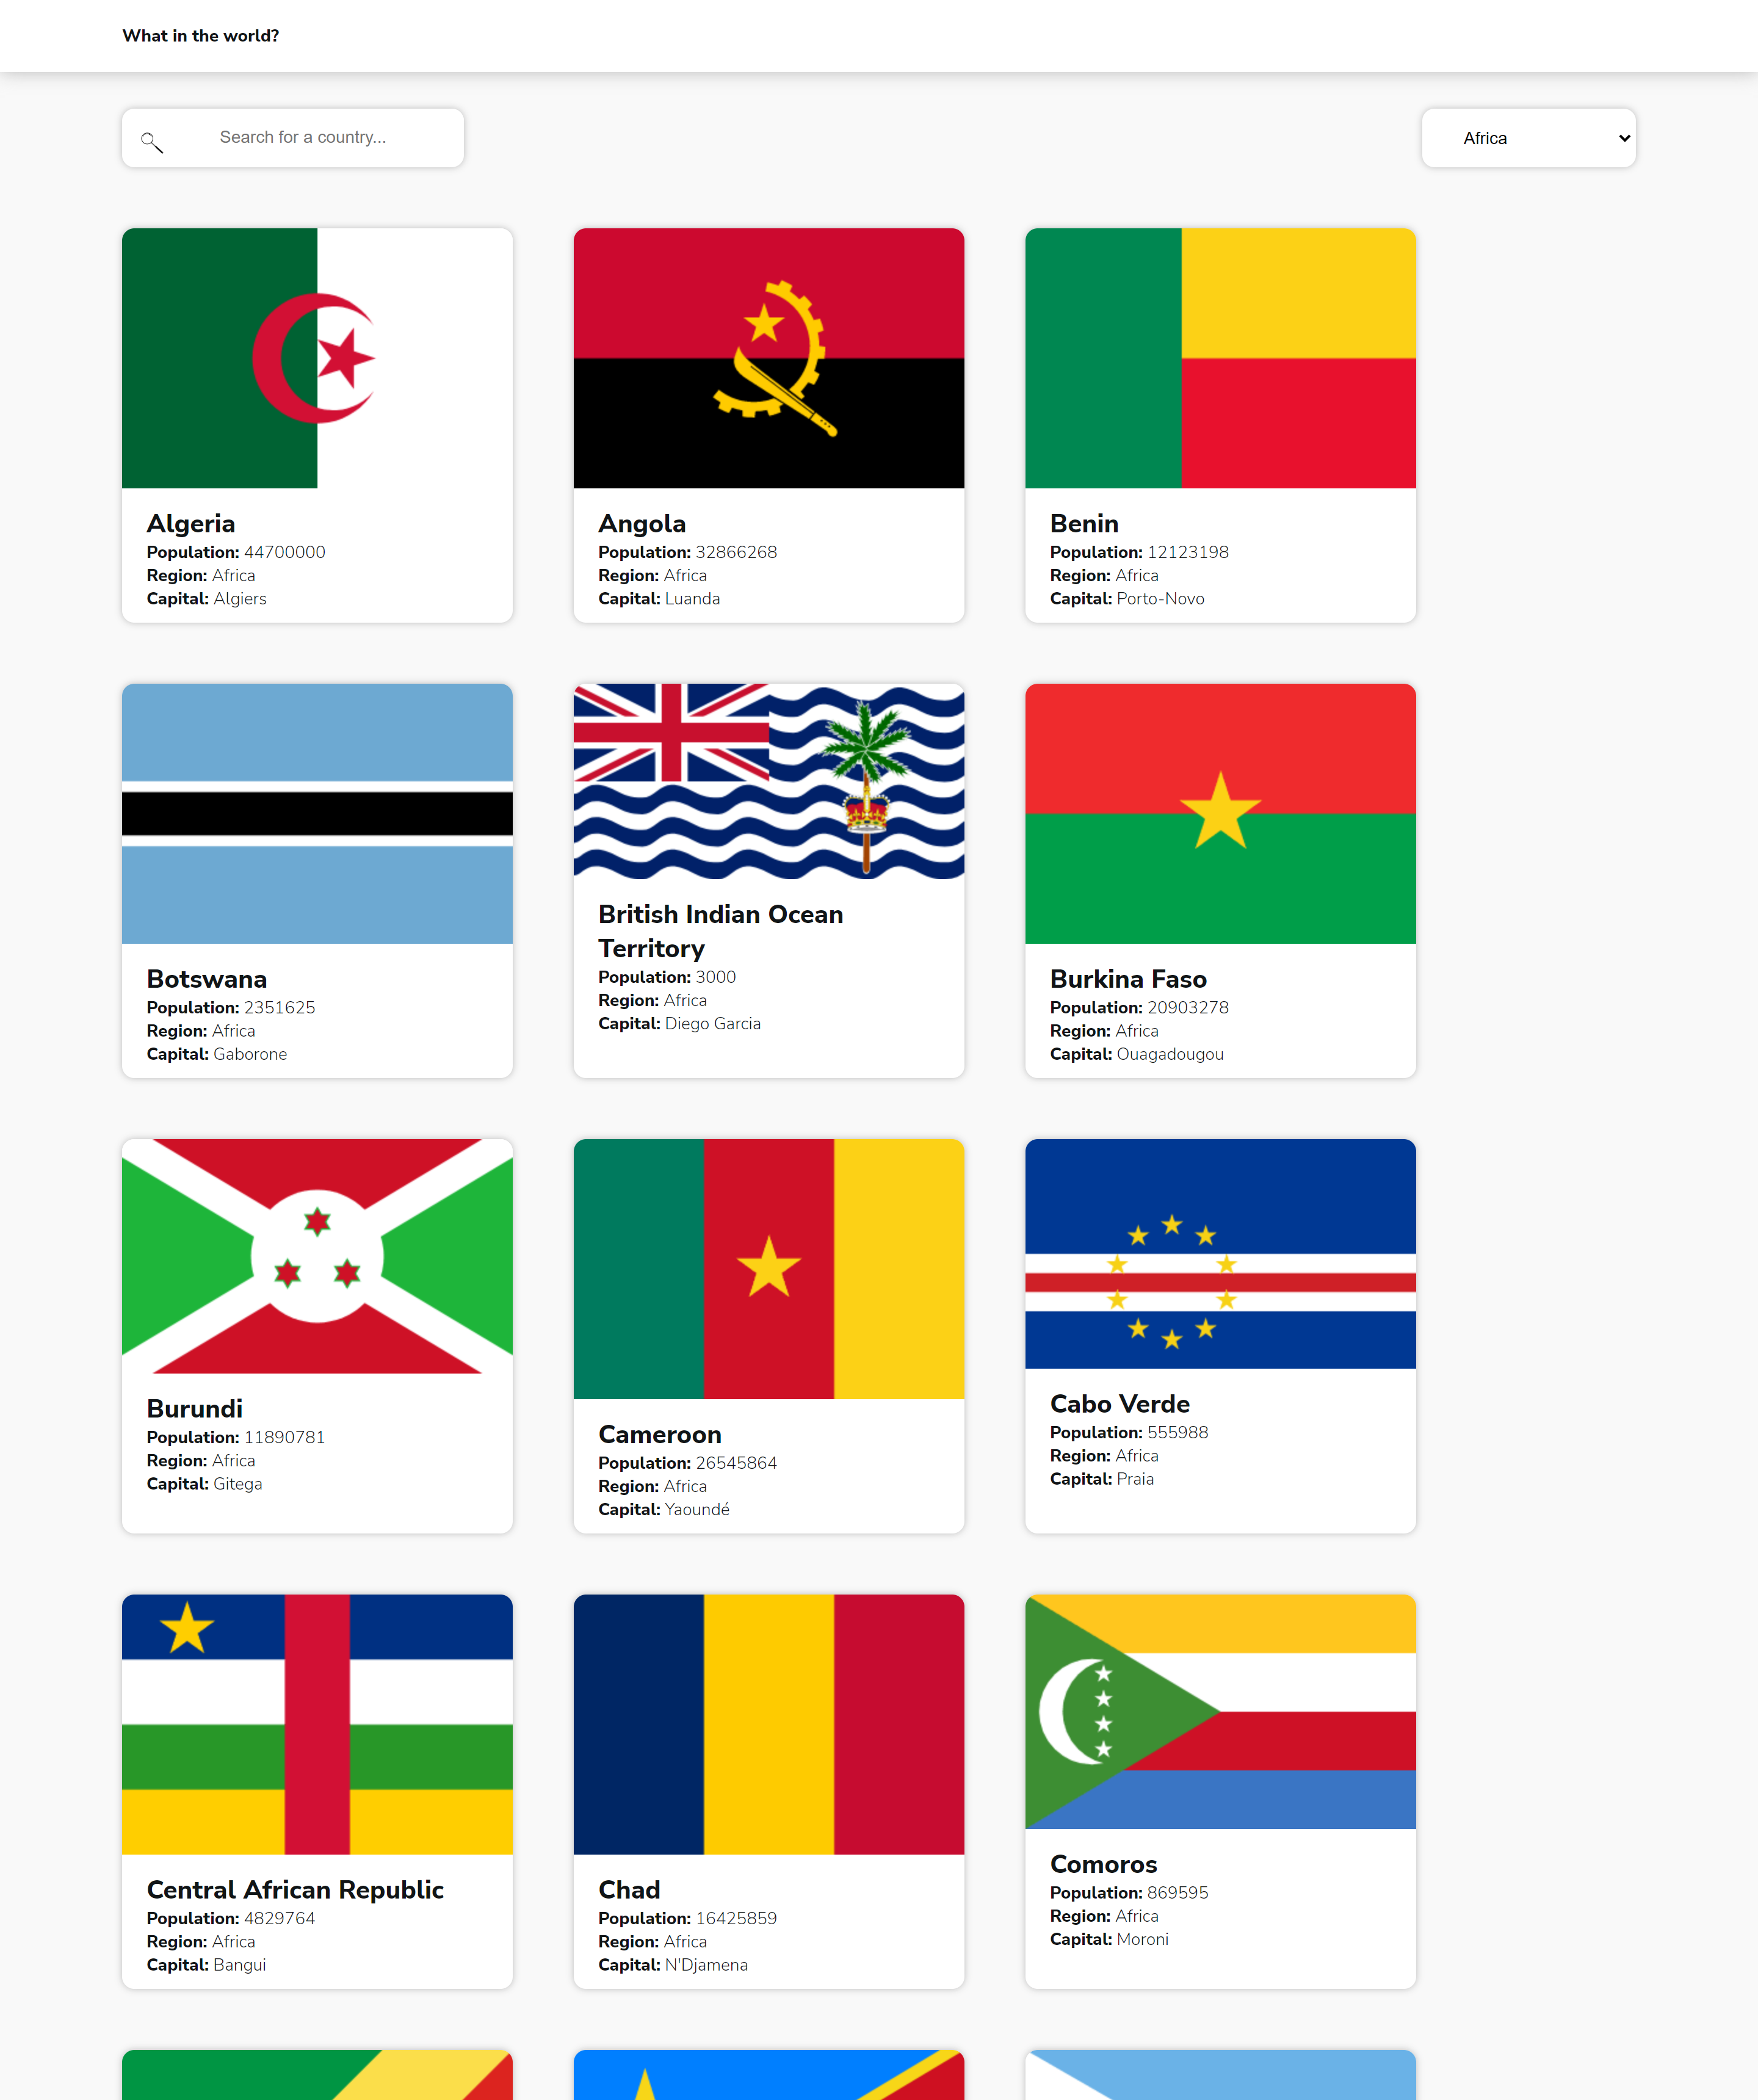 What in the world?
Search for a country...
Africa
Algeria
Population: 44700000
Region: Africa
Capital: Algiers
Angola
Population: 32866268
Region: Africa
Capital: Luanda
Benin
Population: 12123198
Region: Africa
Capital: Porto-Novo
Botswana
Population: 2351625
Region: Africa
Capital: Gaborone
British Indian Ocean
Territory
Population: 3000
Region: Africa
Capital: Diego Garcia
Burkina Faso
Population: 20903278
Region: Africa
Capital: Ouagadougou
Burundi
Population: 11890781
Region: Africa
Capital: Gitega
Cameroon
Population: 26545864
Region: Africa
Capital: Yaoundé
Cabo Verde
Population: 555988
Region: Africa
Capital: Praia
Central African Republic
Population: 4829764
Region: Africa
Capital: Bangui
Chad
Population: 16425859
Region: Africa
Capital: N'Djamena
Comoros
Population: 869595
Region: Africa
Capital: Moroni